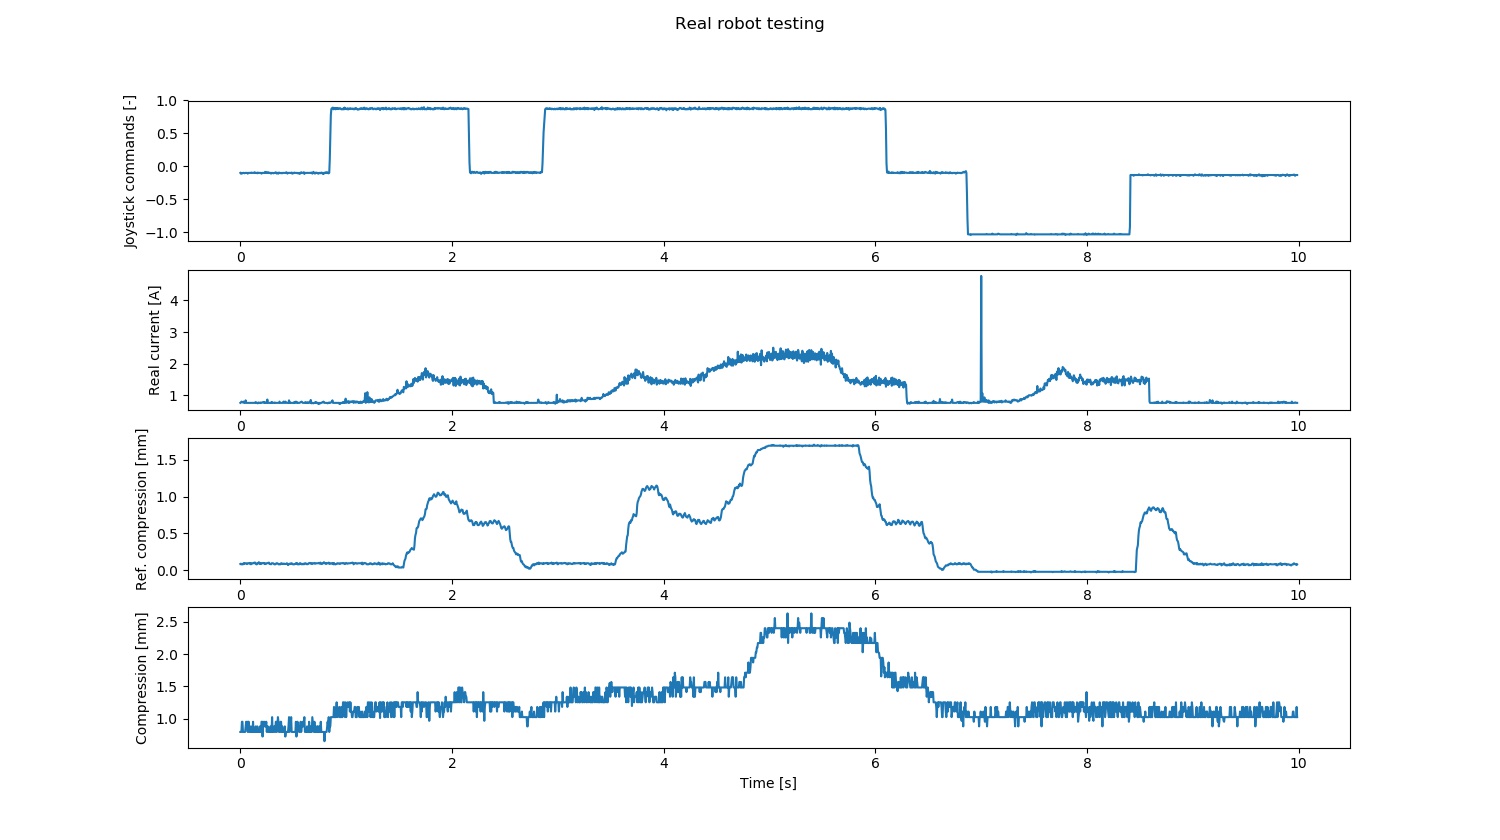 Real robot testing
Joystick commands [-]
1.0
0.5
0.0
−0.5
−1.0
0 2 4 6 8 10
Real current [A]
4
3
2
1
0 2 4 6 8 10
Ref. compression [mm]
1.5
1.0
0.5
0.0
0 2 4 6 8 10
Compression [mm]
2.5
2.0
1.5
1.0
0 2 4 6 8 10
Time [s]